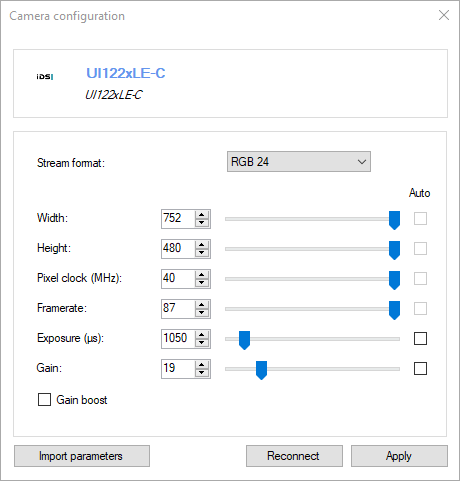 Camera configuration
iDS:
UI122xLE-C
UI122xLE-C
Stream format: RGB 24
Auto
Width: 752
Height: 480
Pixel clock (MHz): 40
Framerate: 87
Exposure (µs): 1050
Gain: 19
Gain boost
Import parameters Reconnect Apply